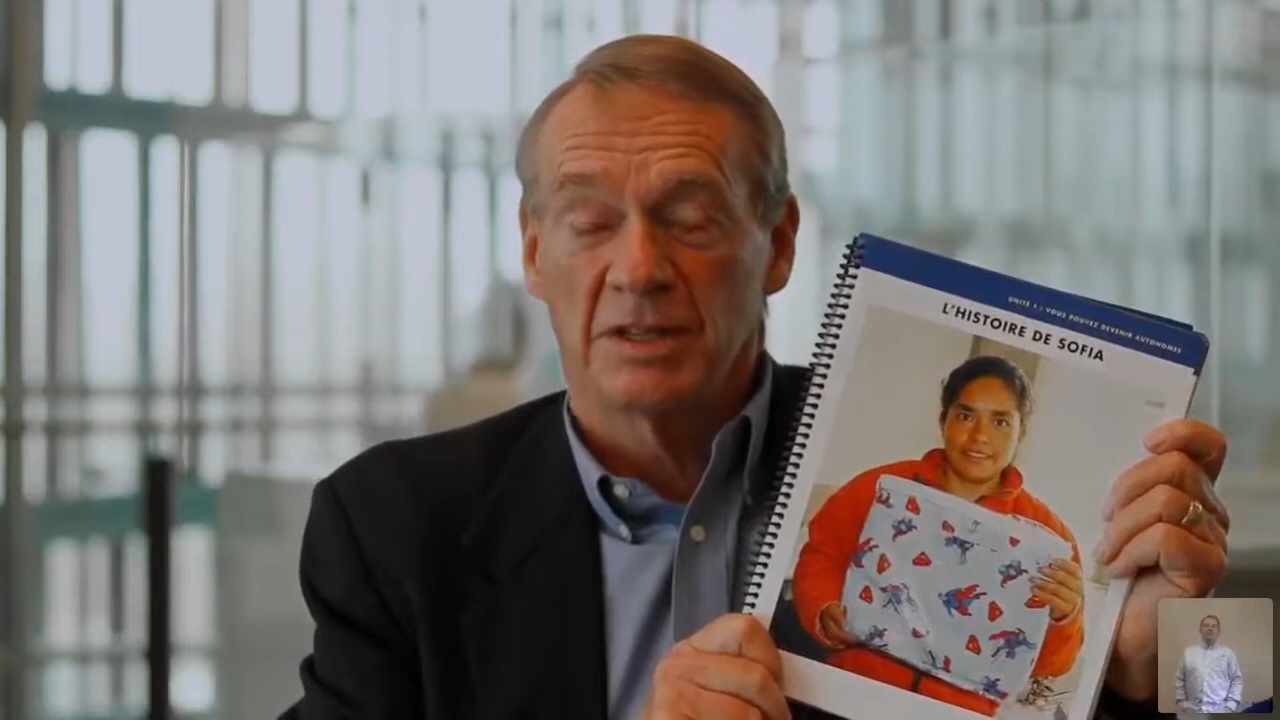 UNITÉ 1 : VOUS POUVEZ DEVENIR AUTONOMES
L'HISTOIRE DE SOFIA